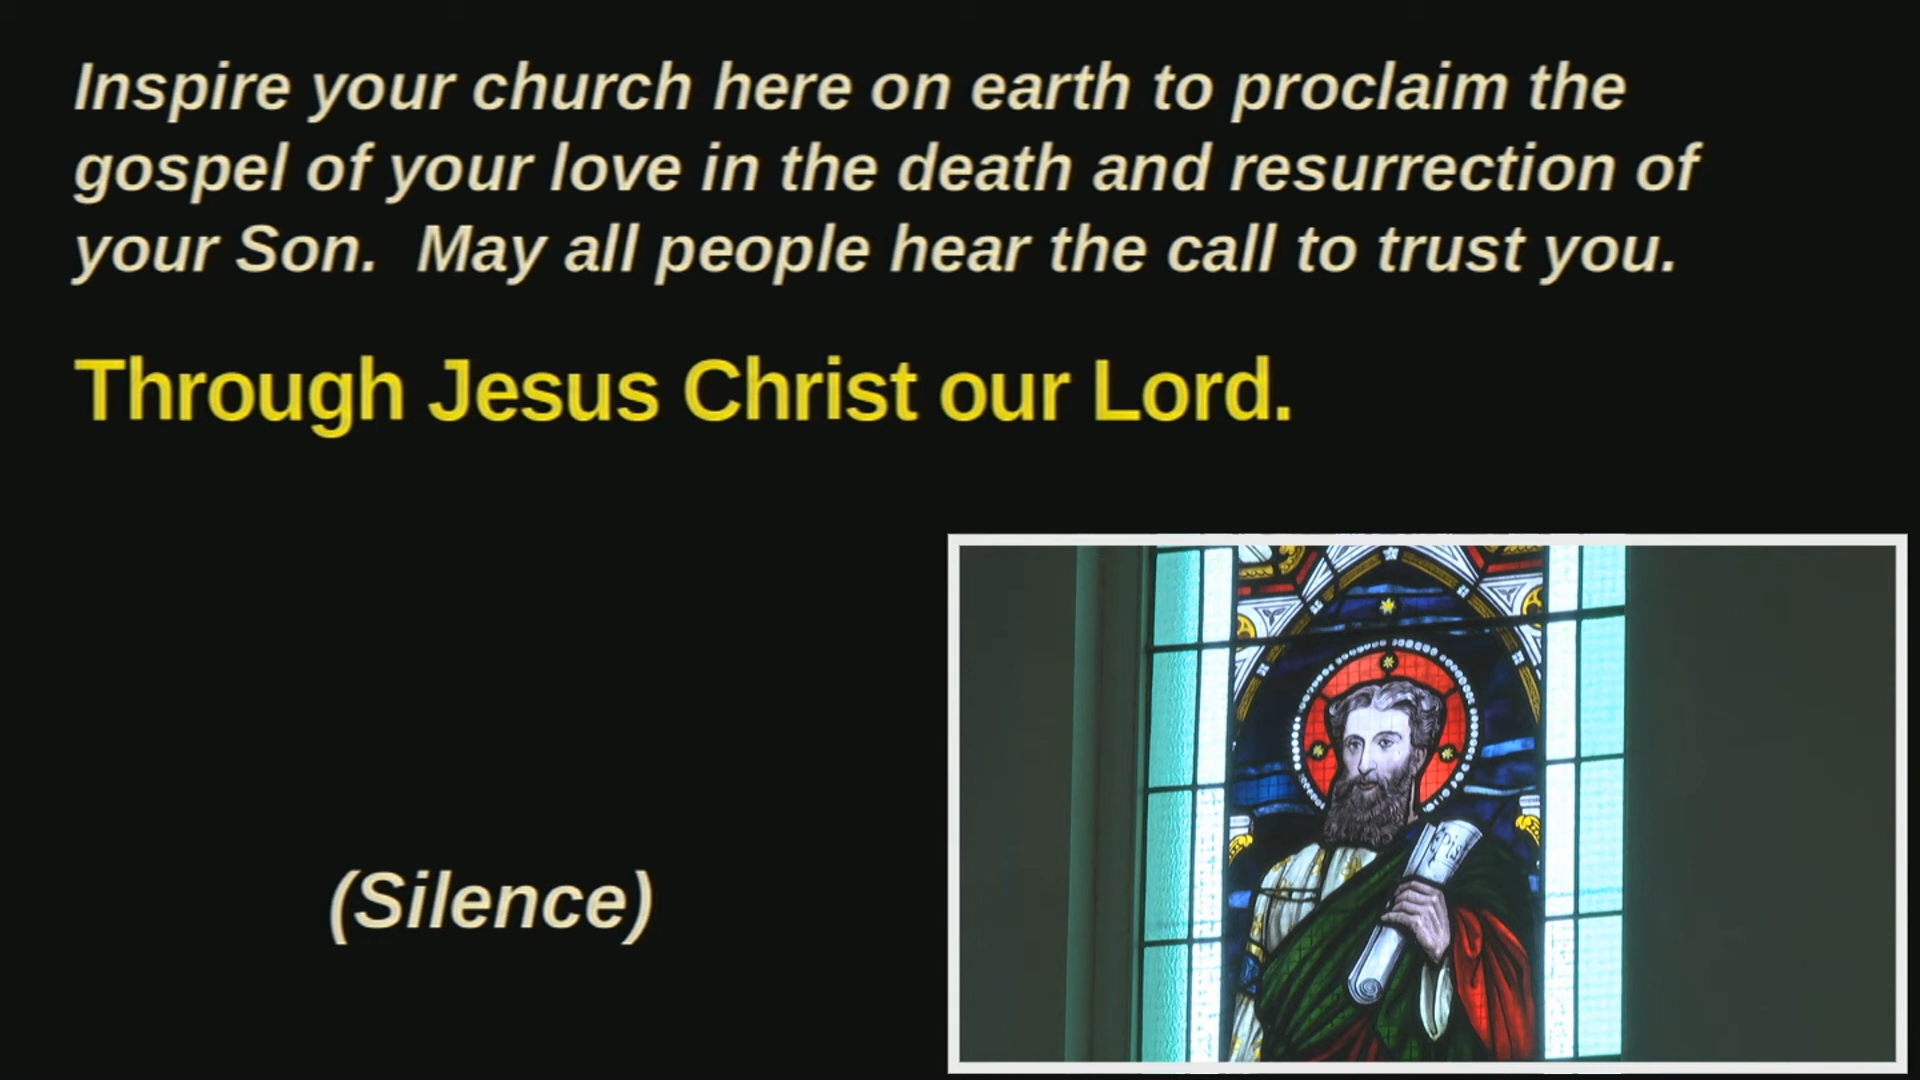 Inspire your church here on earth to proclaim the
gospel of your love in the death and resurrection of
your Son.  May all people hear the call to trust you.
Through Jesus Christ our Lord.
(Silence)
Epis